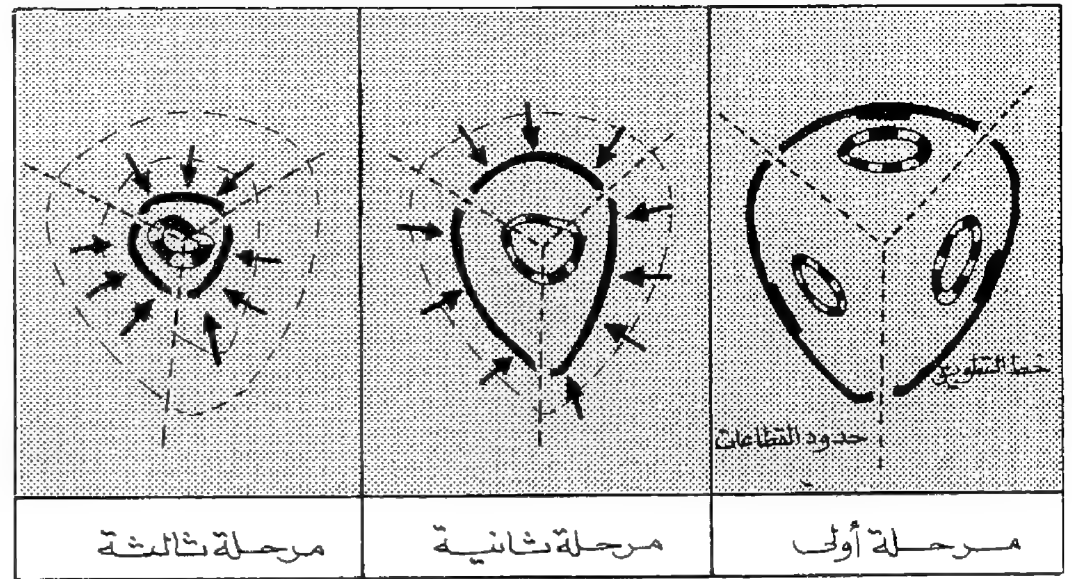 خط التطويق
حدود القطاعات
مرحلة أولى
مرحلة ثانية
مرحلة ثالثة